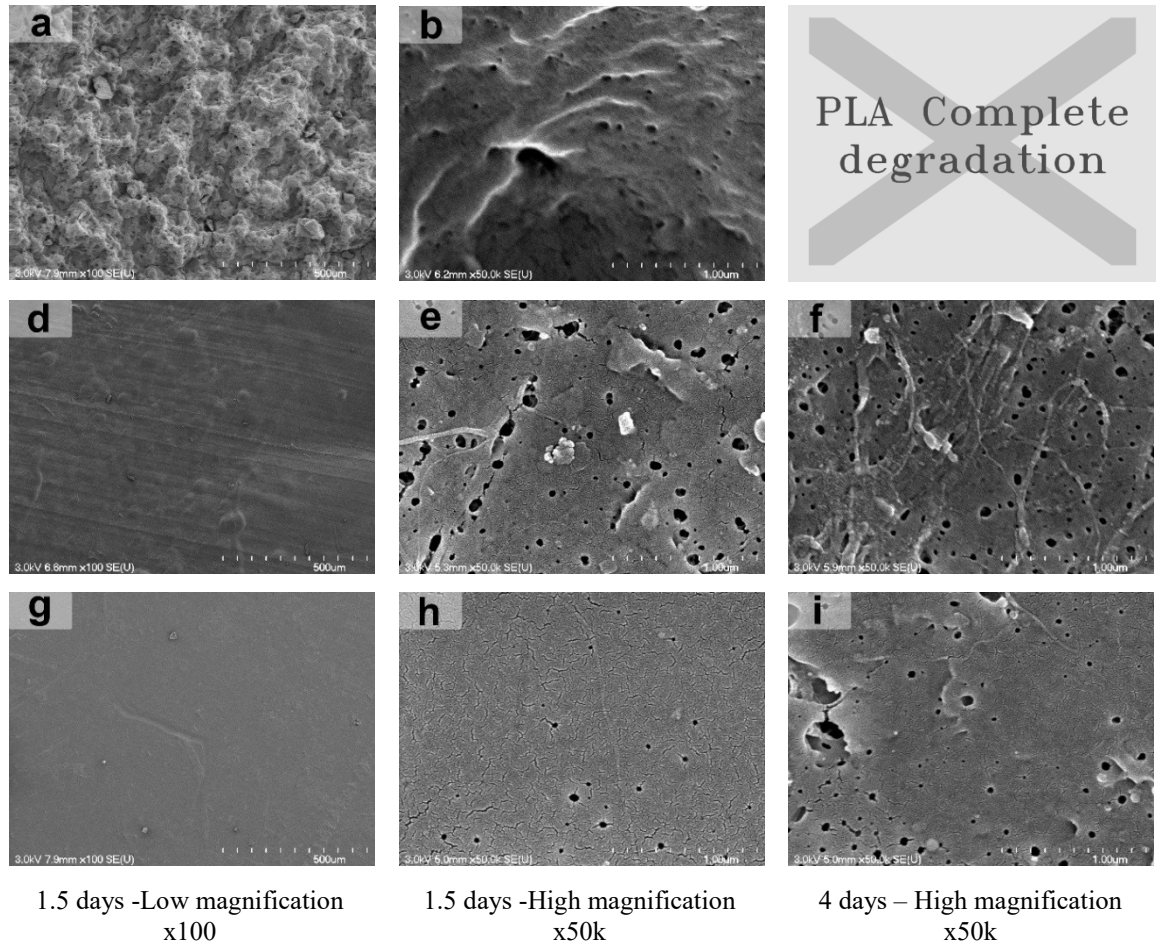 a
3.0kV 7.9mm x100 SE(U) 500um
b
3.0kV 6.2mm x50.0k SE(U) 1.00um
PLA Complete
degradation
d
3.0kV 6.6mm x100 SE(U) 500um
e
3.0kV 5.3mm x50.0k SE(U) 1.00um
f
3.0kV 5.9mm x50.0k SE(U) 1.00um
g
3.0kV 7.9mm x100 SE(U) 500um
h
3.0kV 5.0mm x50.0k SE(U) 1.00um
i
3.0kV 5.0mm x50.0k SE(U) 1.00um
1.5 days -Low magnification
x100
1.5 days -High magnification
x50k
4 days – High magnification
x50k